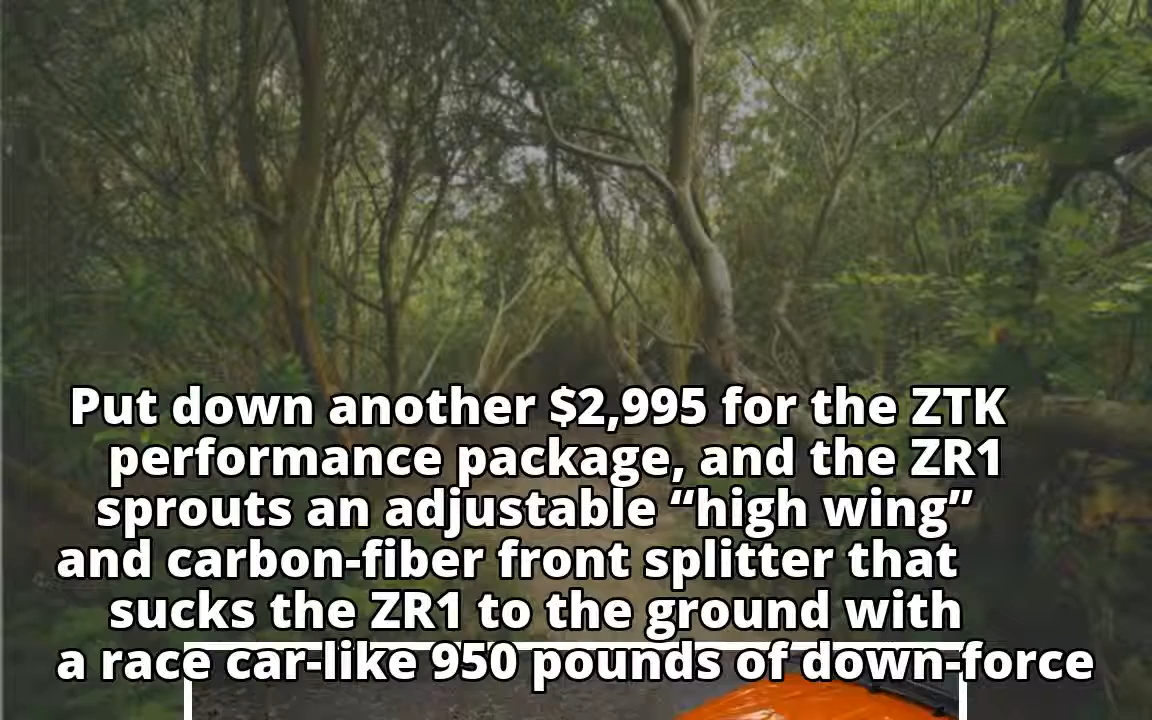 Put down another $2,995 for the ZTK
performance package, and the ZR1
sprouts an adjustable “high wing”
and carbon-fiber front splitter that
sucks the ZR1 to the ground with
a race car-like 950 pounds of down-force